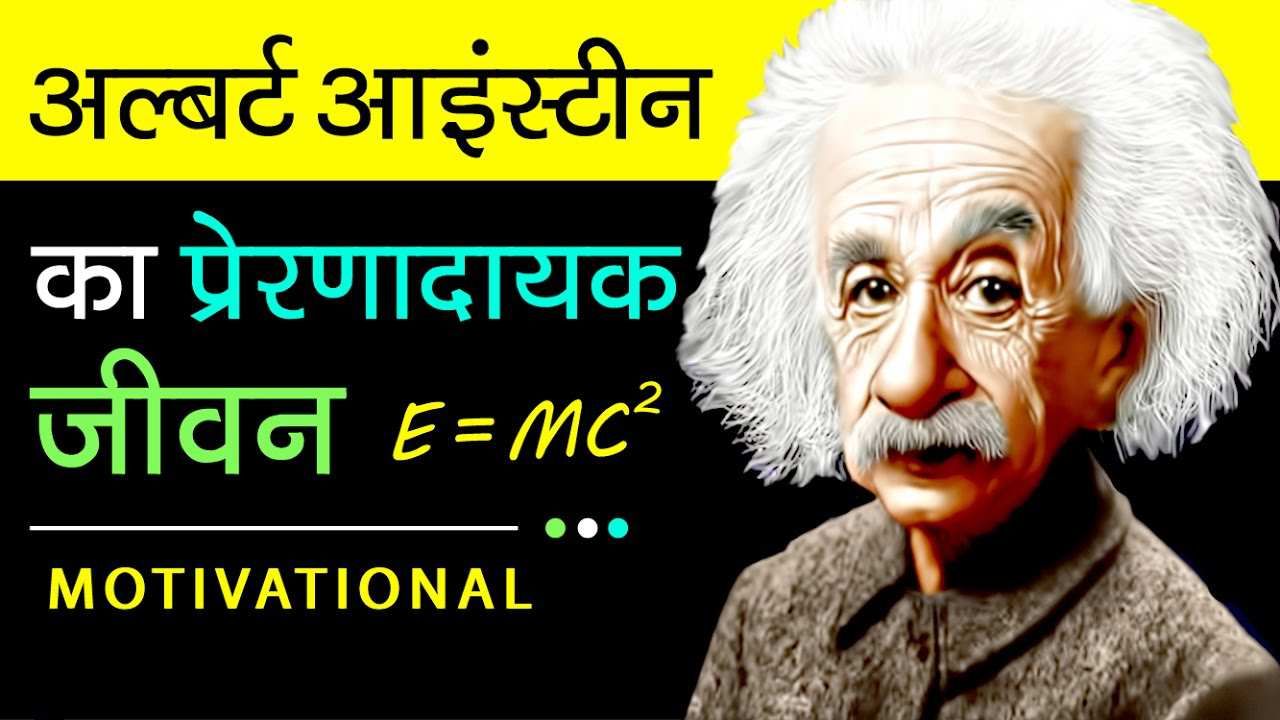 अल्बर्ट आइंस्टीन
का प्रेरणादायक
जीवन E=MC²
MOTIVATIONAL